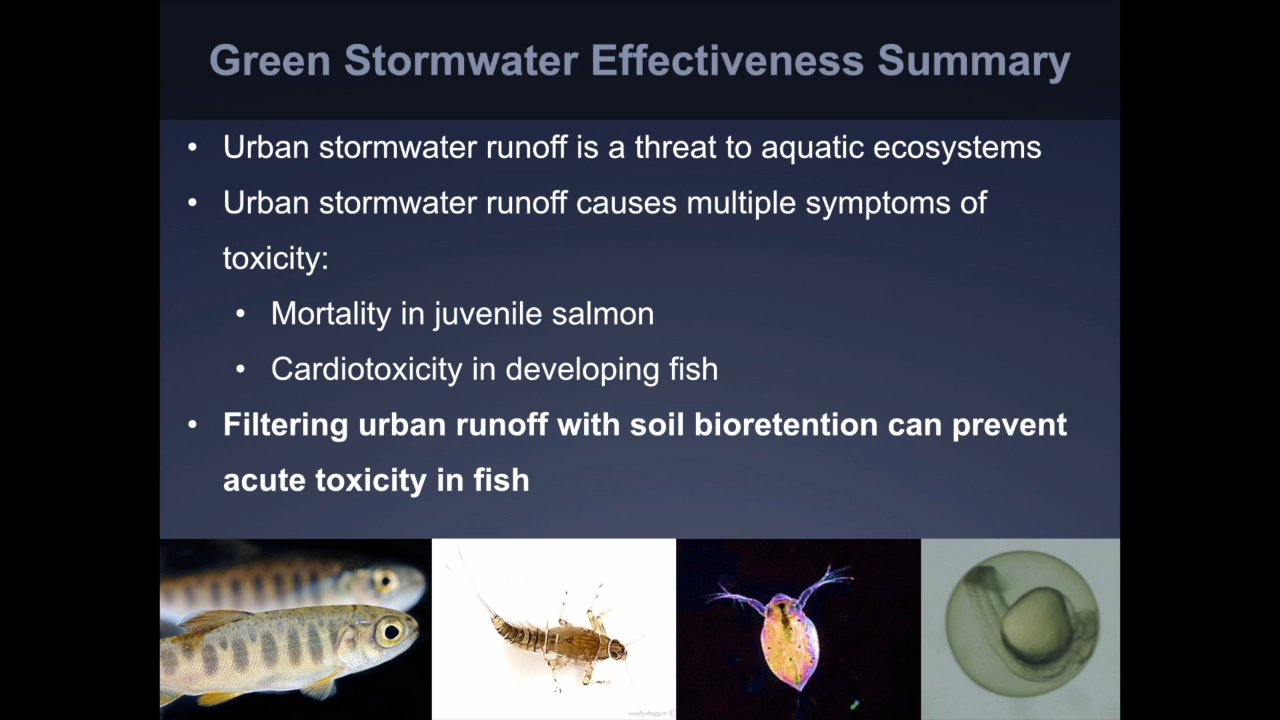 Green Stormwater Effectiveness Summary
• Urban stormwater runoff is a threat to aquatic ecosystems
• Urban stormwater runoff causes multiple symptoms of
toxicity:
• Mortality in juvenile salmon
• Cardiotoxicity in developing fish
• Filtering urban runoff with soil bioretention can prevent
acute toxicity in fish